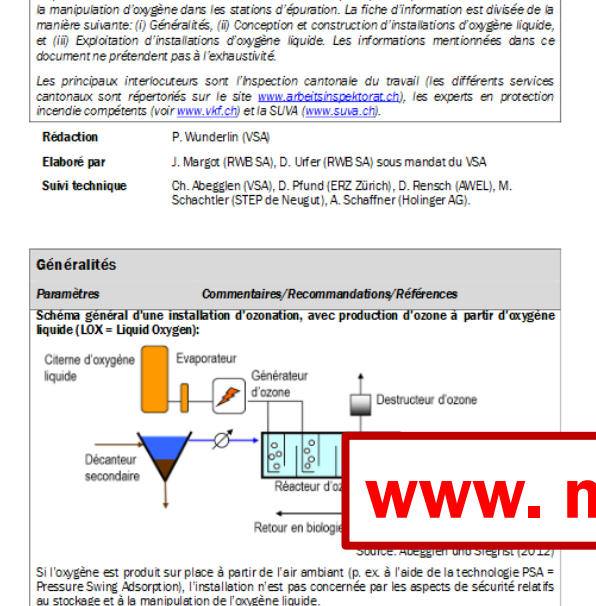 la manipulation d'oxygène dans les stations d'épuration. La fiche d'information est divisée de la
manière suivante: (i) Généralités, (ii) Conception et construction d'installations d'oxygène liquide,
et (iii) Exploitation d'installations d'oxygène liquide. Les informations mentionnées dans ce
document ne prétendent pas à l'exhaustivité.
Les principaux interlocuteurs sont l'Inspection cantonale du travail (les différents services
cantonaux sont répertoriés sur le site www.arbeitsinspektorat.ch), les experts en protection
incendie compétents (voir www.vkf.ch) et la SUVA (www.suva.ch).
Rédaction P. Wunderlin (VSA)
Elaboré par J. Margot (RWB SA), D. Urfer (RWB SA) sous mandat du VSA
Suivi technique Ch. Abegglen (VSA), D. Pfund (ERZ Zürich), D. Rensch (AWEL), M.
Schachtler (STEP de Neugut), A. Schaffner (Holinger AG).
Généralités
Paramètres Commentaires/Recommandations/Références
Schéma général d'une installation d'ozonation, avec production d'ozone à partir d'oxygène
liquide (LOX = Liquid Oxygen):
Citerne d'oxygène
liquide
Evaporateur
Générateur
d'ozone
Destructeur d'ozone
Décanteur
secondaire
Réacteur
www.
Retour en biologie
Source: Abegglen und Siegrist (2012)
Si l'oxygène est produit sur place à partir de l'air ambiant (p. ex. à l'aide de la technologie PSA =
Pressure Swing Adsorption), l'installation n'est pas concernée par les aspects de sécurité relatifs
au stockage et à la manipulation de l'oxygène liquide.